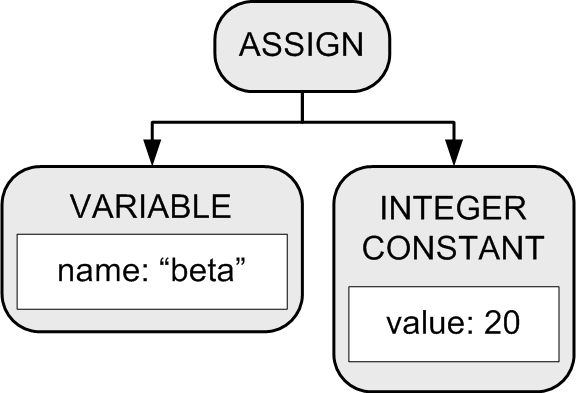 ASSIGN
VARIABLE
name: “beta”
INTEGER
CONSTANT
value: 20